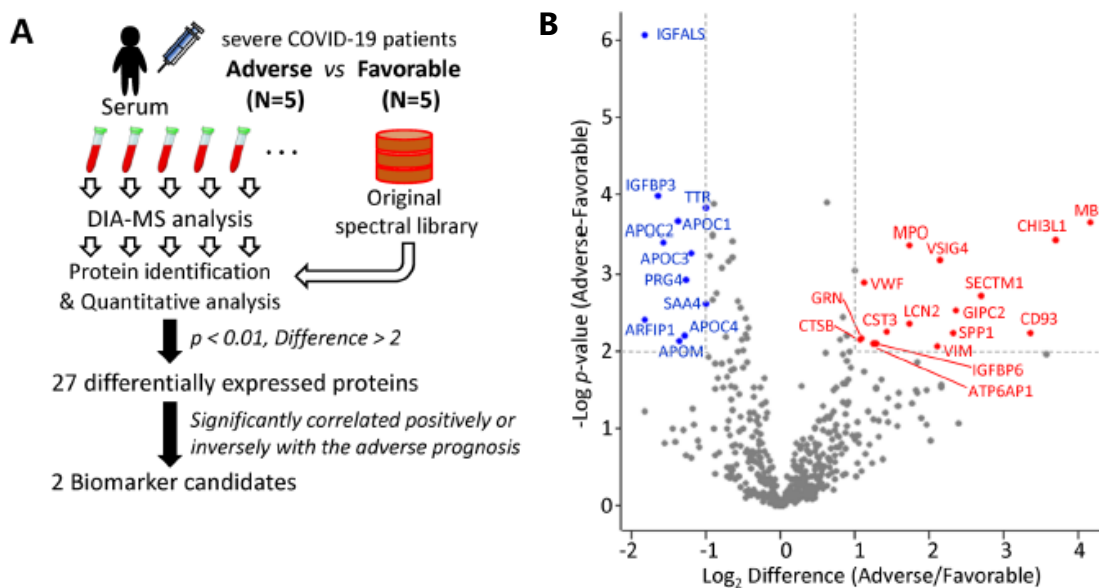 A
severe COVID-19 patients
Adverse vs Favorable
(N=5) (N=5)
Serum
...
Original
spectral library
DIA-MS analysis
Protein identification
& Quantitative analysis
p < 0.01, Difference > 2
27 differentially expressed proteins
Significantly correlated positively or
inversely with the adverse prognosis
2 Biomarker candidates
B
-Log p-value (Adverse-Favorable)
6
5
4
3
2
1
0
IGFALS
IGFBP3
TTR
APOC2
APOC1
APOC3
PRG4
SAA4
ARFIP1
APOC4
APOM
MB
CHI3L1
MPO
VSIG4
VWF
SECTM1
GRN
LCN2
GIPC2
CD93
CTSB
CST3
SPP1
VIM
IGFBP6
ATP6AP1
-2 -1 0 1 2 3 4
Log2 Difference (Adverse/Favorable)